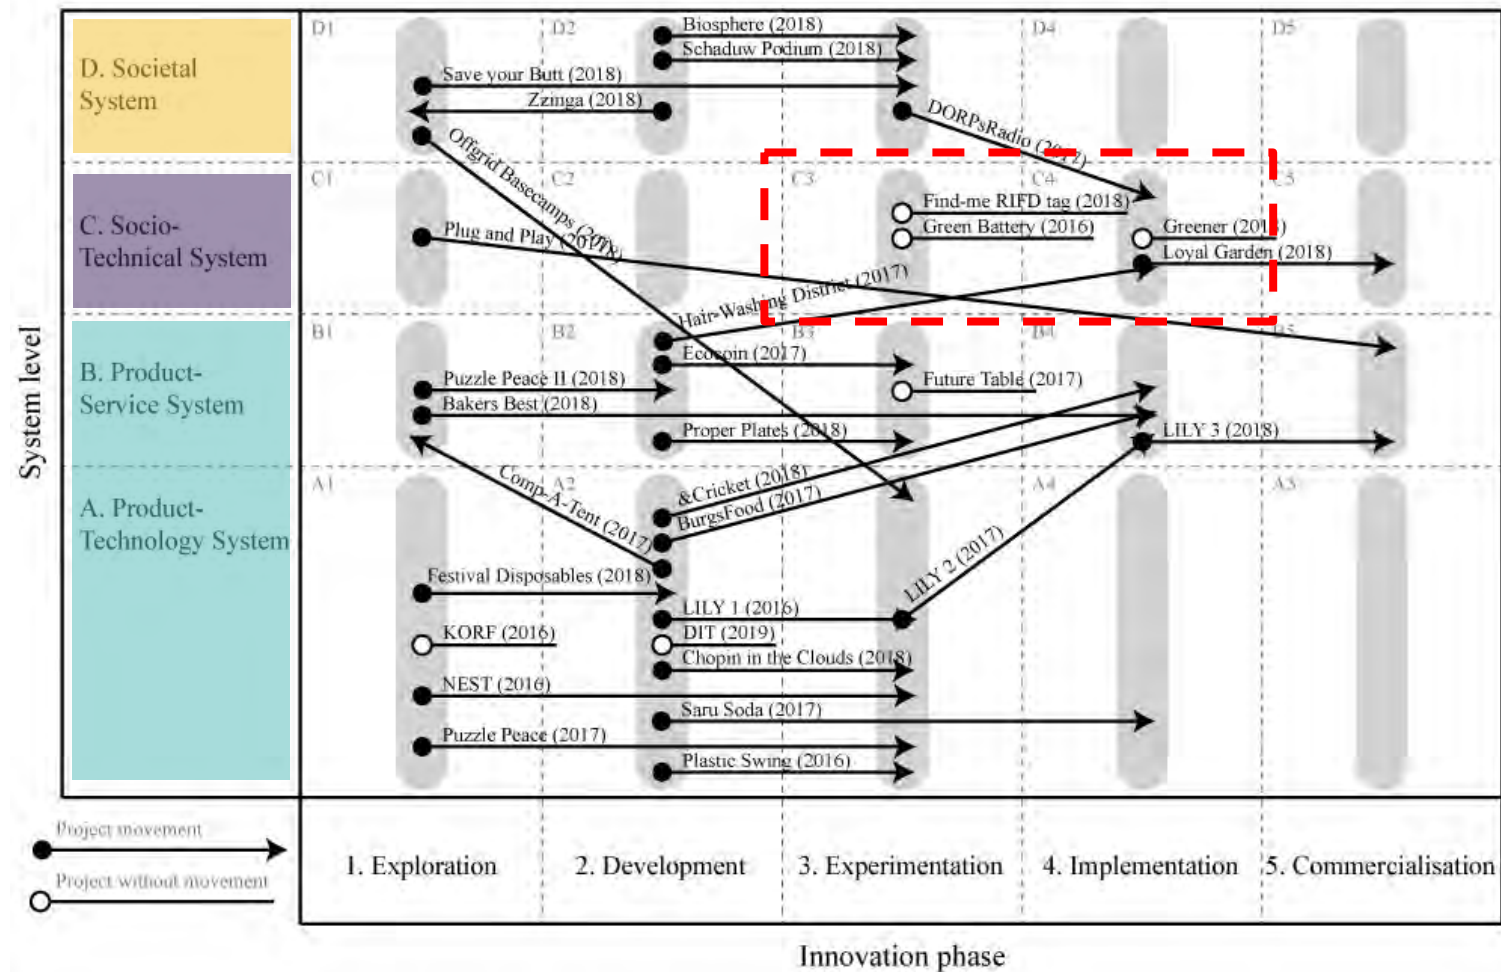 D1
D2
D4
D5
D. Societal
System
Biosphere (2018)
Schaduw Podium (2018)
Save your Butt (2018)
Zzinga (2018)
DORPsRadio (2017)
Offgrid Basecamps
C1
C2
C3
C4
C5
C. Socio-
Technical System
Find-me RIFD tag (2018)
Plug and Play
Green Battery (2016)
Greener
Loyal Garden (2018)
Hair-Washing District (2017)
B1
B2
B3
B4
B5
B. Product-
Service System
Ecocoin (2017)
Puzzle Peace II (2018)
Future Table (2017)
Bakers Best (2018)
Proper Plates (2018)
LILY 3 (2018)
System level
A1
A2
A4
A. Product-
Technology System
&Cricket (2018)
BurgsFood (2017)
Comp-A-Tent (2017)
LILY 2 (2017)
Festival Disposables (2018)
LILY 1 (2016)
KORF (2016)
DIT (2019)
Chopin in the Clouds (2018)
NEST (2016)
Saru Soda (2017)
Puzzle Peace (2017)
Plastic Swing (2016)
Project movement
Project without movement
1. Exploration
2. Development
3. Experimentation
4. Implementation
5. Commercialisation
Innovation phase